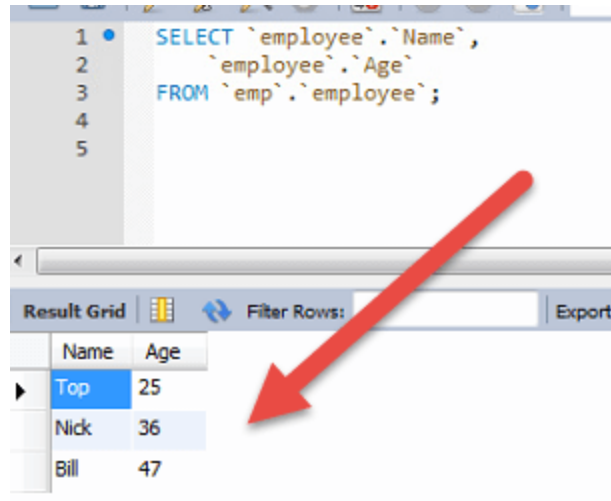 1 SELECT `employee`.`Name`,
2 `employee`.`Age`
3 FROM `emp`.`employee`;
4
5
Result Grid Filter Rows: Export
Name Age
Top 25
Nick 36
Bill 47